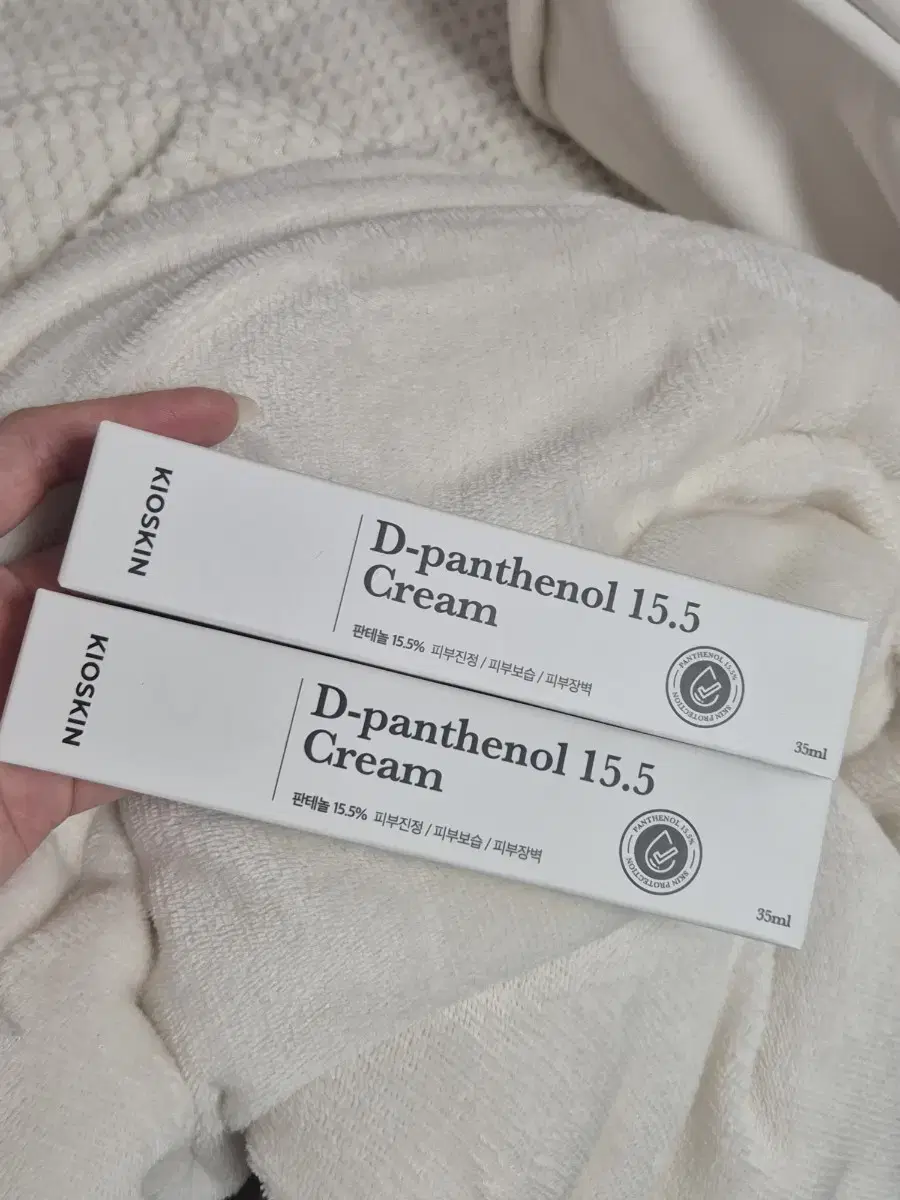 KIOSKIN
D-panthenol 15.5
Cream
판테놀 15.5% 피부진정 / 피부보습 / 피부장벽
PANTHENOL 15.5%
SKIN PROTECTION
35ml
KIOSKIN
D-panthenol 15.5
Cream
판테놀 15.5% 피부진정 / 피부보습 / 피부장벽
PANTHENOL 15.5%
SKIN PROTECTION
35ml